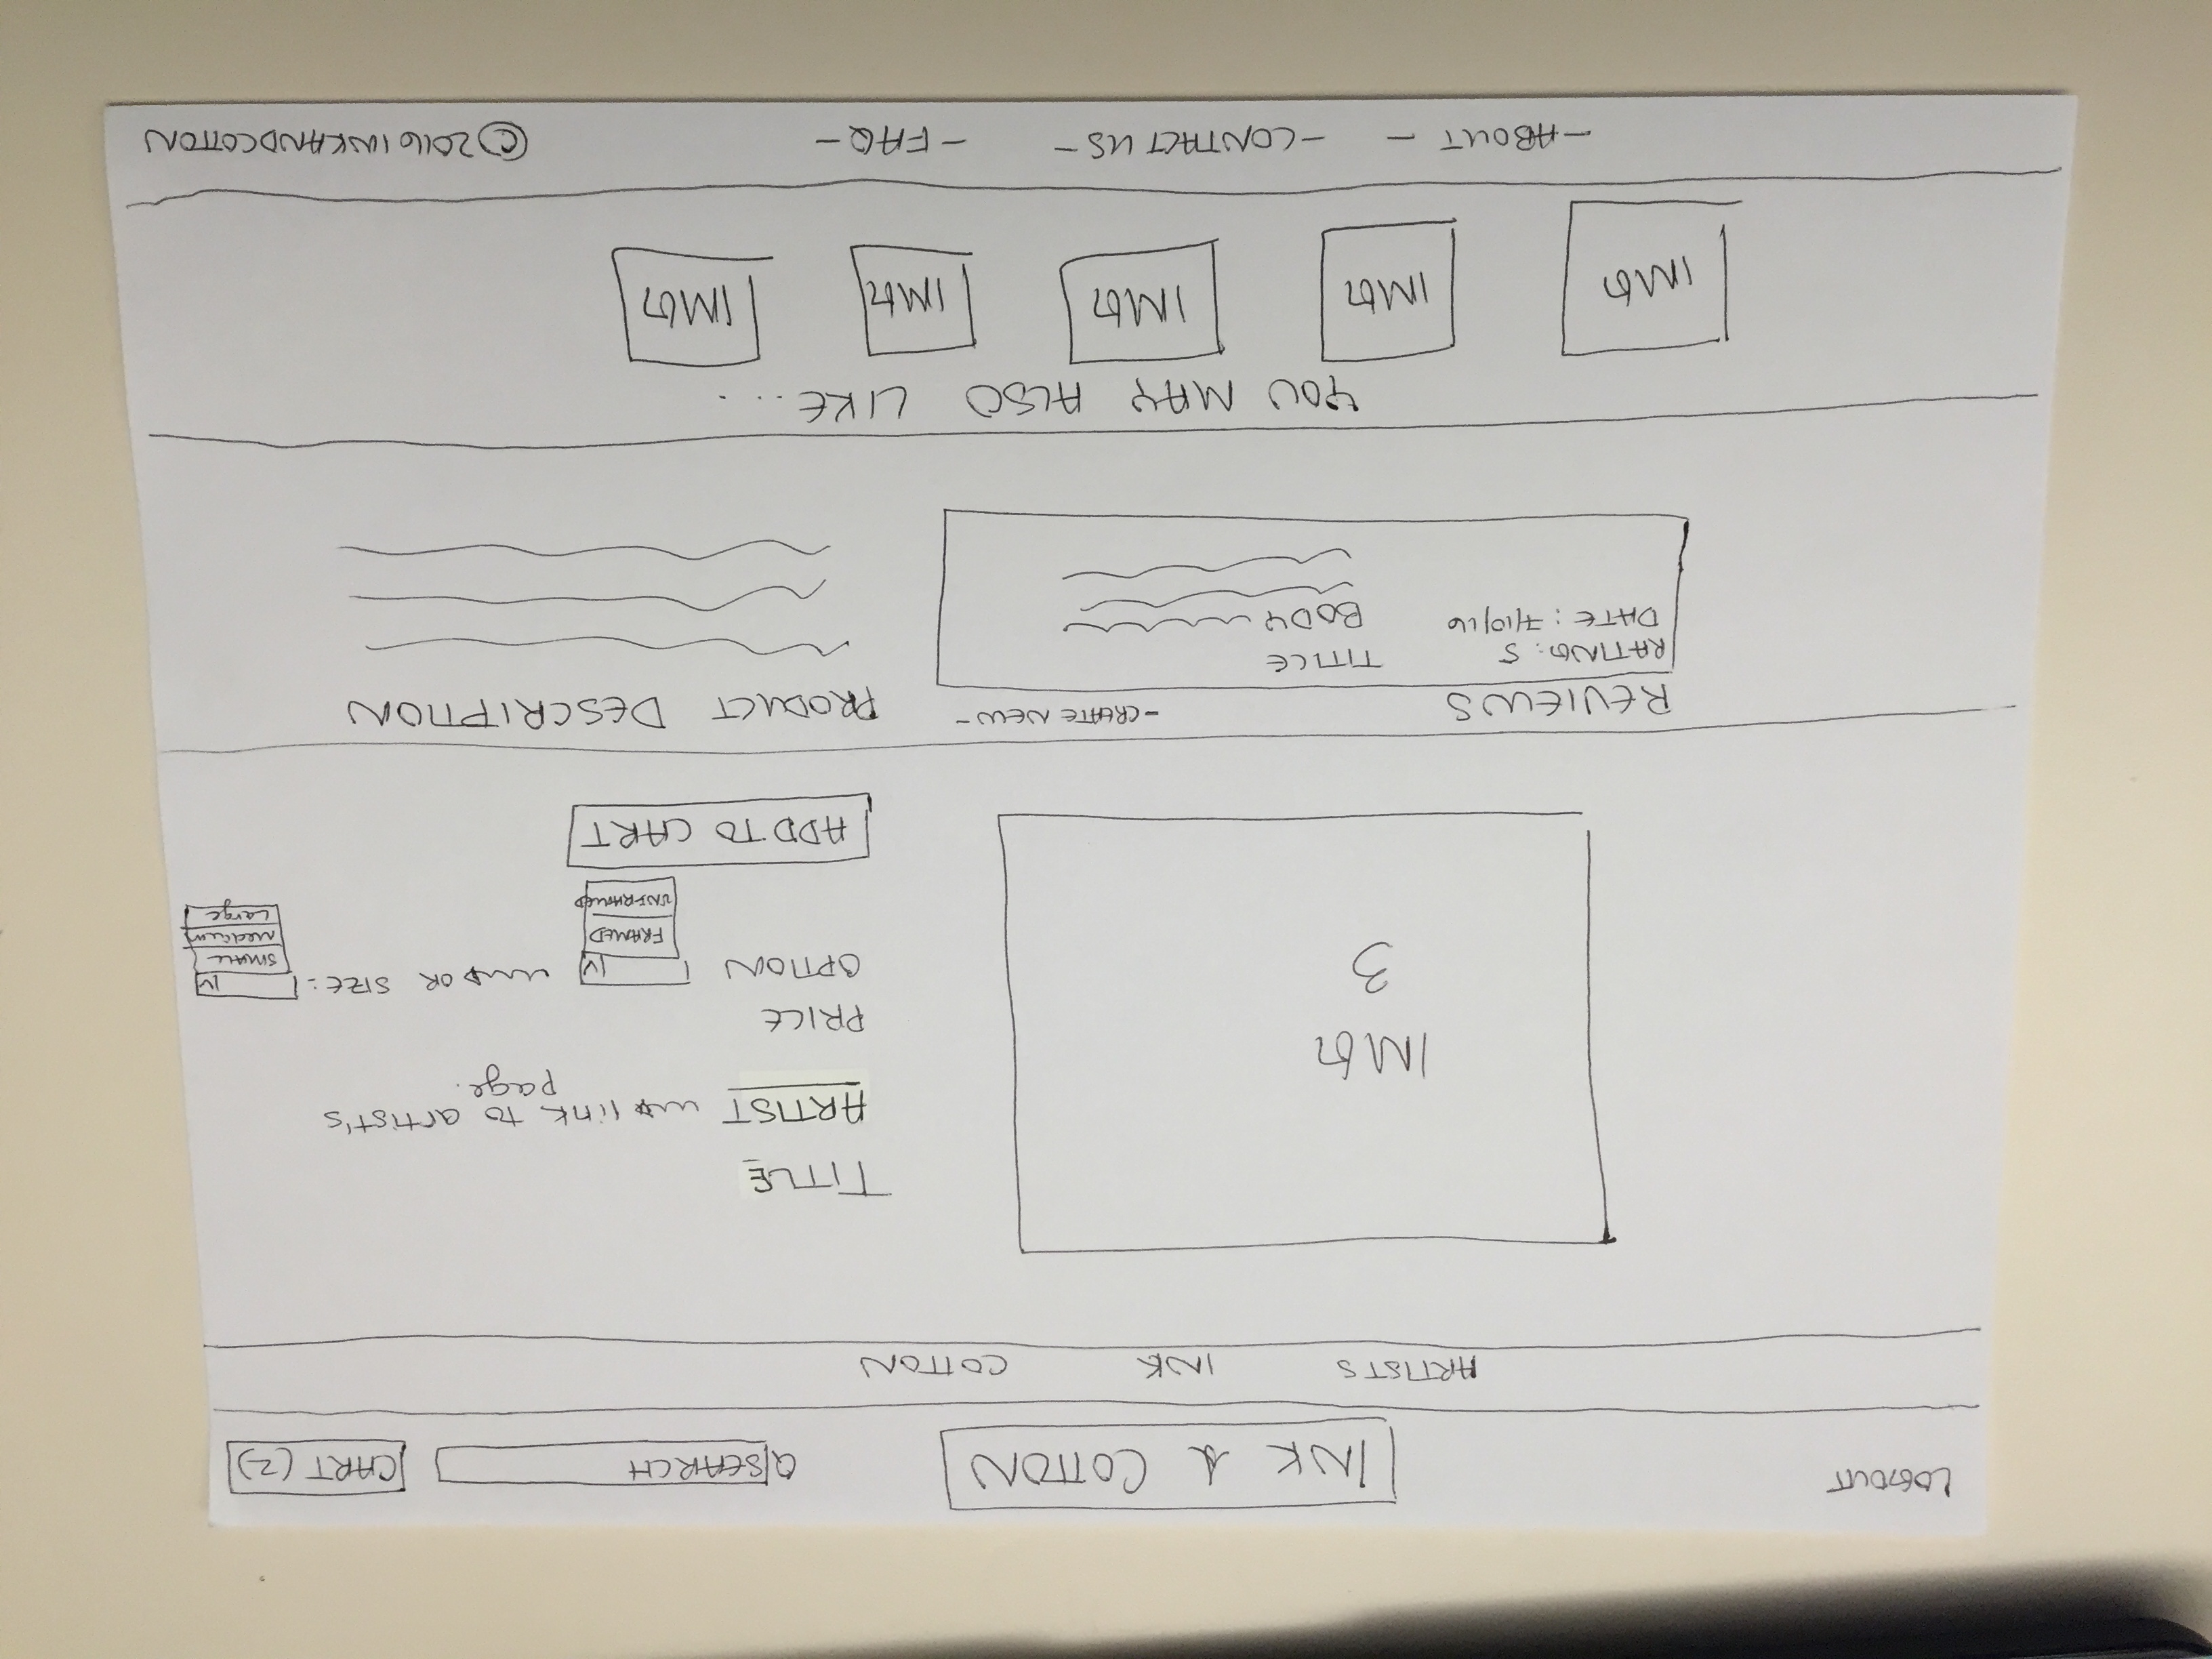 LOGOUT
INK & COTTON
SEARCH
CART (2)
ARTISTS INK COTTON
IMG
3
TITLE
ARTIST link to artist's
page.
PRICE
OPTION
FRAMED
UNFRAMED
OR SIZE:
SMALL
Medium
Large
ADD TO CART
REVIEWS -CREATE NEW-
RATING: 5
DATE: 7/10/16
TITLE
BODY
PRODUCT DESCRIPTION
YOU MAY ALSO LIKE....
IMG IMG IMG IMG IMG
-ABOUT- -CONTACT US- -FAQ- ©2016 INKANDCOTTON